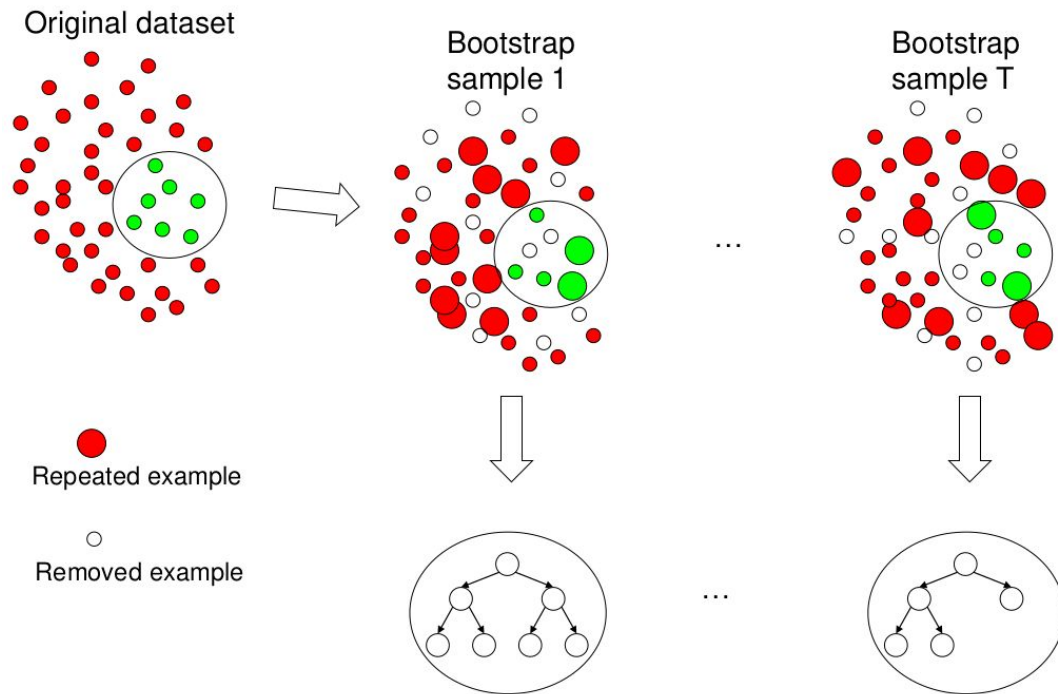 Original dataset
Bootstrap
sample 1
Bootstrap
sample T
...
Repeated example
Removed example
...